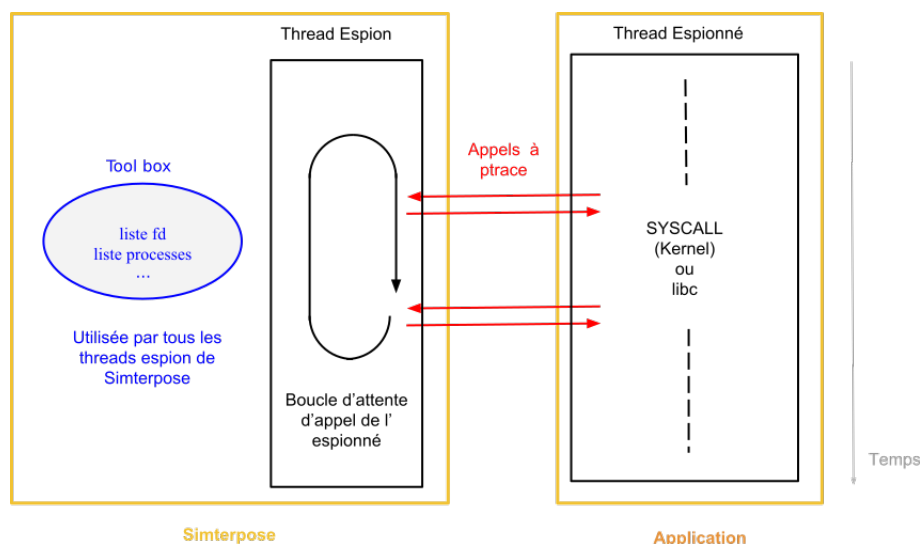 Thread Espion
Thread Espionné
Appels à
ptrace
Tool box
liste fd
liste processes
...
Utilisée par tous les
threads espion de
Simterpose
SYSCALL
(Kernel)
ou
libc
Boucle d'attente
d'appel de l'
espionné
Temps
Simterpose
Application